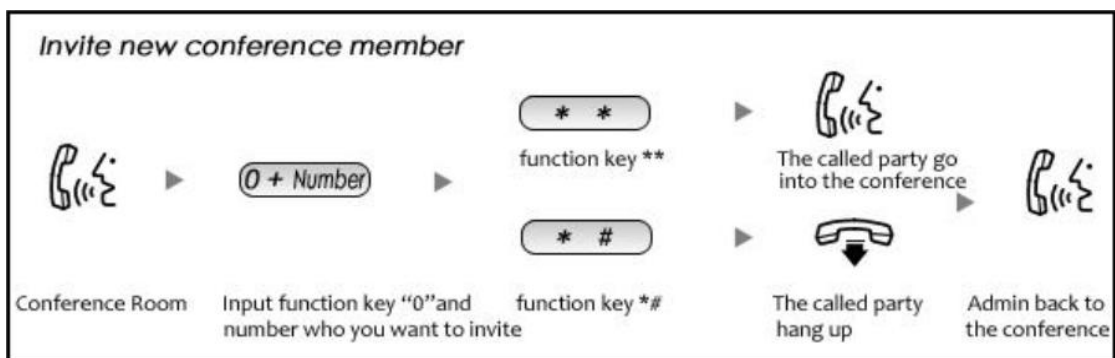 Invite new conference member
* *
function key **
The called party go
into the conference
0 + Number
* #
Conference Room
Input function key "0"and
number who you want to invite
function key *#
The called party
hang up
Admin back to
the conference